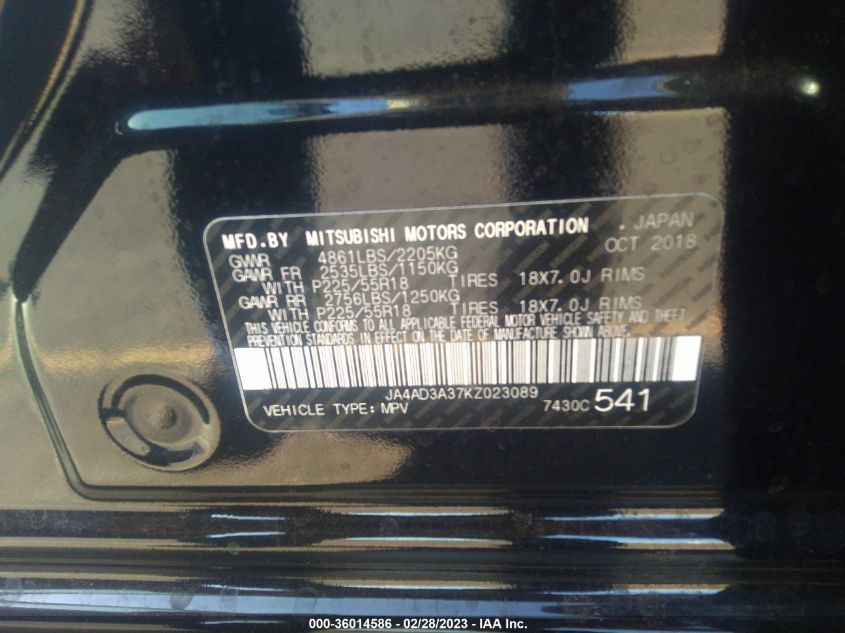 MFD.BY MITSUBISHI MOTORS CORPORATION . JAPAN
OCT 2018
GVWR 4861LBS/2205KG
GAWR FR 2535LBS/1150KG
WITH P225/55R18 TIRES 18X7.0J RIMS
GAWR RR 2756LBS/1250KG
WITH P225/55R18 TIRES 18X7.0J RIMS
THIS VEHICLE CONFORMS TO ALL APPLICABLE FEDERAL MOTOR VEHICLE SAFETY AND THEFT
PREVENTION STANDARDS IN EFFECT ON THE DATE OF MANUFACTURE SHOWN ABOVE.
JA4AD3A37KZ023089
VEHICLE TYPE: MPV 7430C 541
000-36014586 - 02/28/2023 - IAA Inc.